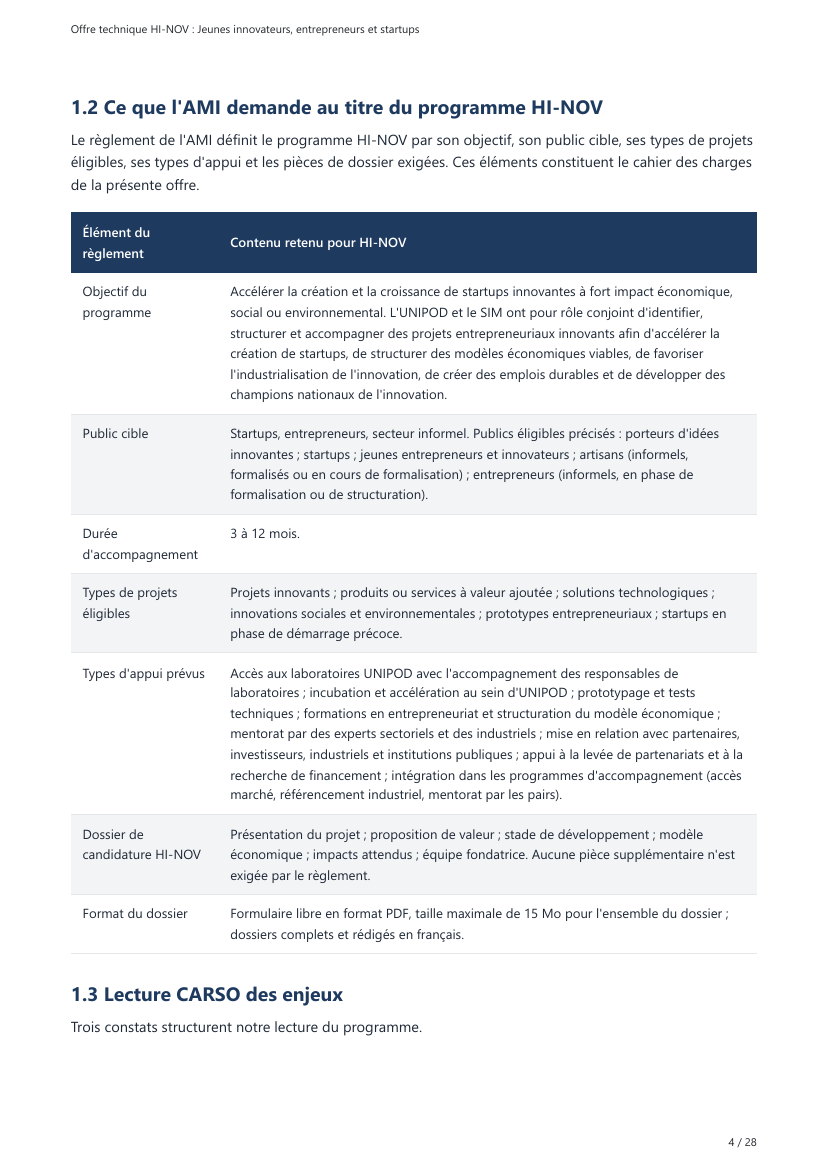 Offre technique HI-NOV : Jeunes innovateurs, entrepreneurs et startups
1.2 Ce que l'AMI demande au titre du programme HI-NOV
Le règlement de l'AMI définit le programme HI-NOV par son objectif, son public cible, ses types de projets
éligibles, ses types d'appui et les pièces de dossier exigées. Ces éléments constituent le cahier des charges
de la présente offre.
Élément du
règlement
Contenu retenu pour HI-NOV
Objectif du
programme
Accélérer la création et la croissance de startups innovantes à fort impact économique,
social ou environnemental. L'UNIPOD et le SIM ont pour rôle conjoint d'identifier,
structurer et accompagner des projets entrepreneuriaux innovants afin d'accélérer la
création de startups, de structurer des modèles économiques viables, de favoriser
l'industrialisation de l'innovation, de créer des emplois durables et de développer des
champions nationaux de l'innovation.
Public cible
Startups, entrepreneurs, secteur informel. Publics éligibles précisés : porteurs d'idées
innovantes ; startups ; jeunes entrepreneurs et innovateurs ; artisans (informels,
formalisés ou en cours de formalisation) ; entrepreneurs (informels, en phase de
formalisation ou de structuration).
Durée
d'accompagnement
3 à 12 mois.
Types de projets
éligibles
Projets innovants ; produits ou services à valeur ajoutée ; solutions technologiques ;
innovations sociales et environnementales ; prototypes entrepreneuriaux ; startups en
phase de démarrage précoce.
Types d'appui prévus
Accès aux laboratoires UNIPOD avec l'accompagnement des responsables de
laboratoires ; incubation et accélération au sein d'UNIPOD ; prototypage et tests
techniques ; formations en entrepreneuriat et structuration du modèle économique ;
mentorat par des experts sectoriels et des industriels ; mise en relation avec partenaires,
investisseurs, industriels et institutions publiques ; appui à la levée de partenariats et à la
recherche de financement ; intégration dans les programmes d'accompagnement (accès
marché, référencement industriel, mentorat par les pairs).
Dossier de
candidature HI-NOV
Présentation du projet ; proposition de valeur ; stade de développement ; modèle
économique ; impacts attendus ; équipe fondatrice. Aucune pièce supplémentaire n'est
exigée par le règlement.
Format du dossier
Formulaire libre en format PDF, taille maximale de 15 Mo pour l'ensemble du dossier ;
dossiers complets et rédigés en français.
1.3 Lecture CARSO des enjeux
Trois constats structurent notre lecture du programme.
4 / 28